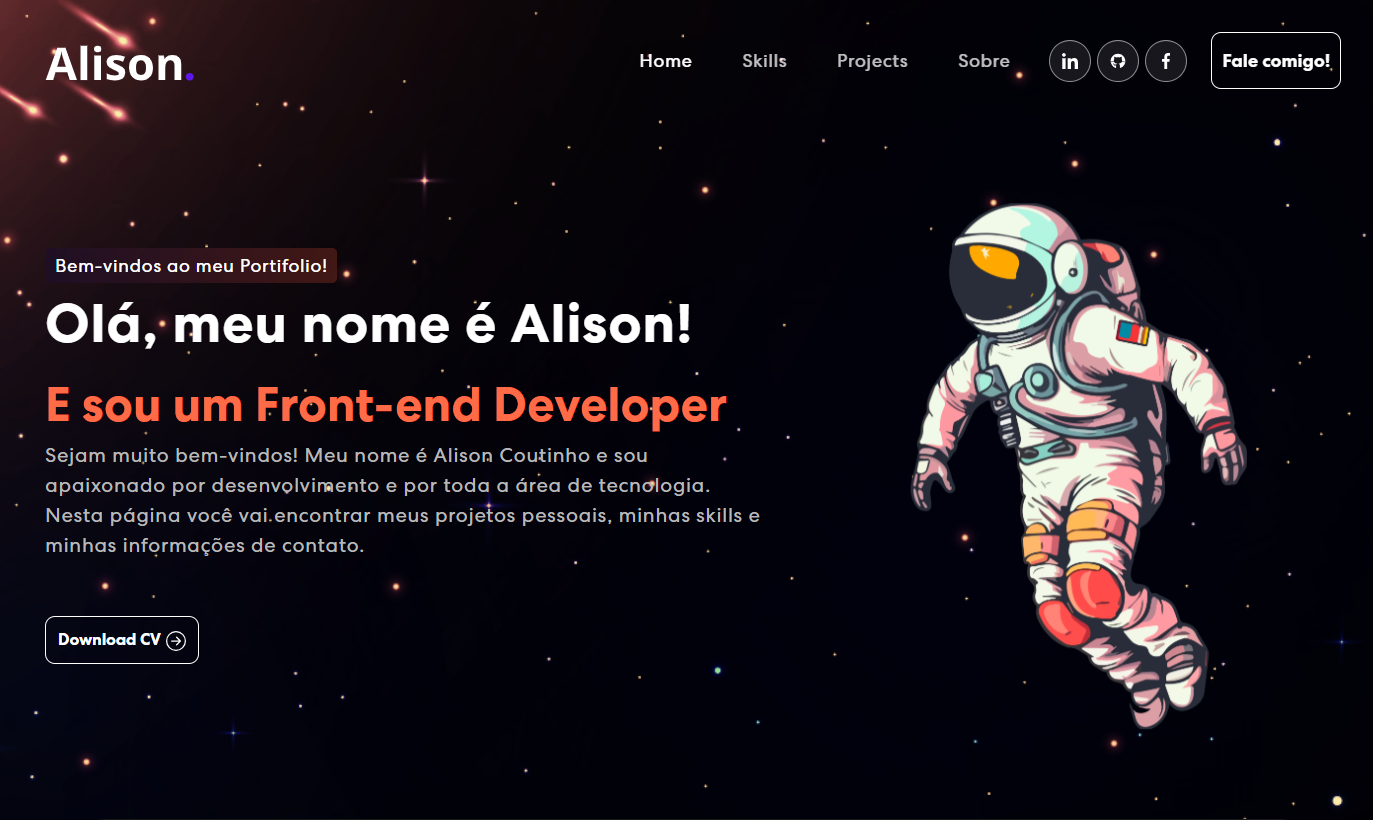 Alison.
Home Skills Projects Sobre in f Fale comigo!
Bem-vindos ao meu Portifolio!
Olá, meu nome é Alison!
E sou um Front-end Developer
Sejam muito bem-vindos! Meu nome é Alison Coutinho e sou
apaixonado por desenvolvimento e por toda a área de tecnologia.
Nesta página você vai encontrar meus projetos pessoais, minhas skills e
minhas informações de contato.
Download CV